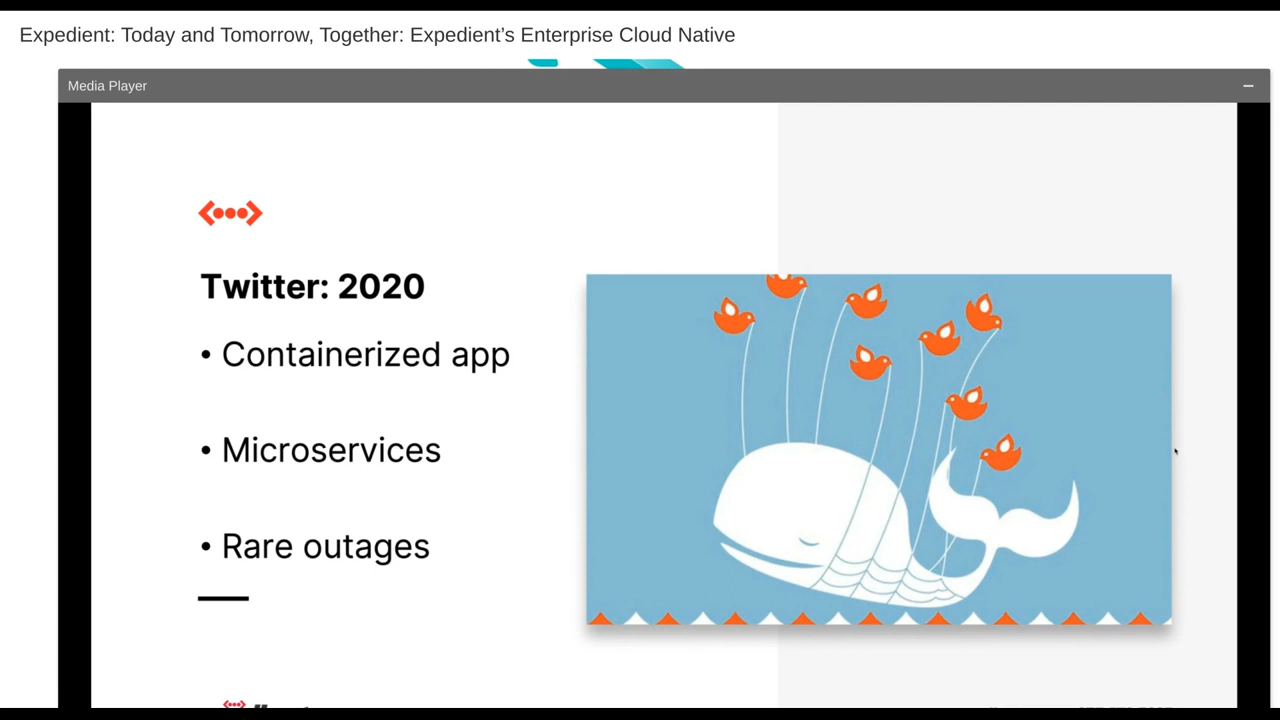 Expedient: Today and Tomorrow, Together: Expedient’s Enterprise Cloud Native
Media Player
Twitter: 2020
• Containerized app
• Microservices
• Rare outages